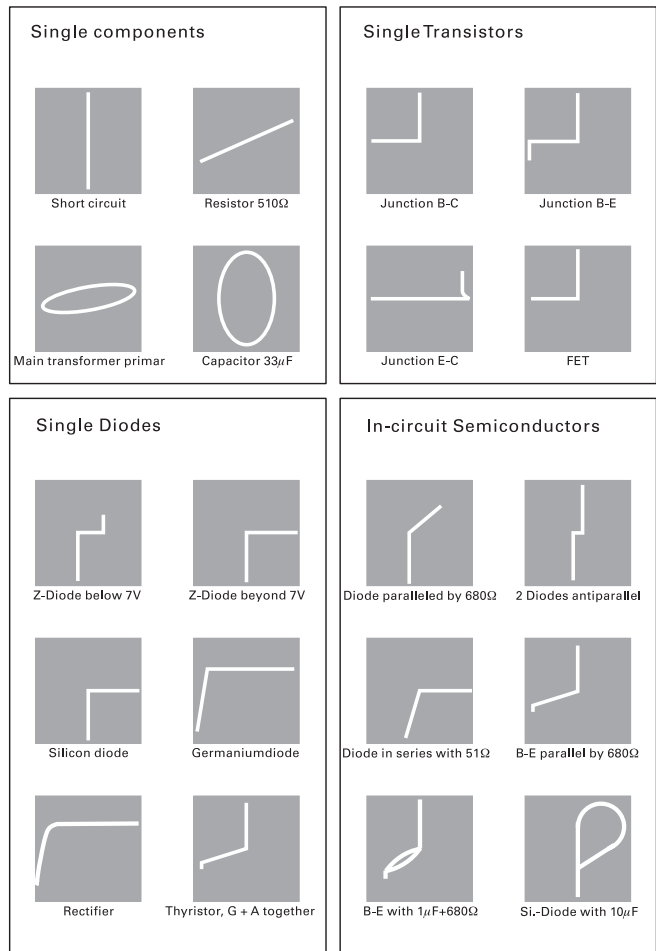 Single components
Short circuit
Resistor 510Ω
Main transformer primar
Capacitor 33µF
Single Transistors
Junction B-C
Junction B-E
Junction E-C
FET
Single Diodes
Z-Diode below 7V
Z-Diode beyond 7V
Silicon diode
Germaniumdiode
Rectifier
Thyristor, G + A together
In-circuit Semiconductors
Diode paralleled by 680Ω
2 Diodes antiparallel
Diode in series with 51Ω
B-E parallel by 680Ω
B-E with 1µF+680Ω
Si.-Diode with 10µF